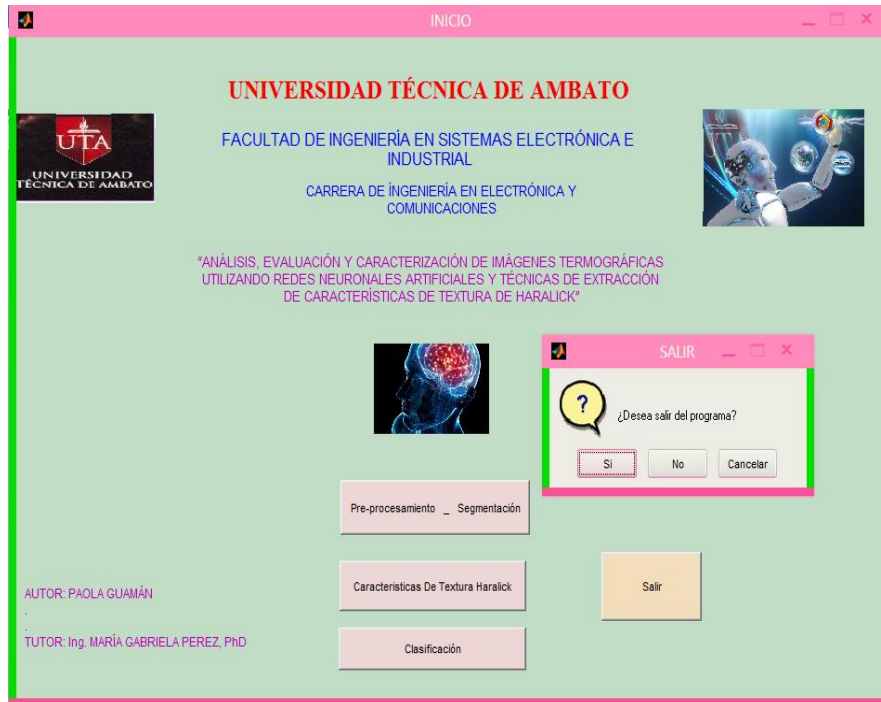 INICIO
UNIVERSIDAD TÉCNICA DE AMBATO
UTA
UNIVERSIDAD
TÉCNICA DE AMBATO
FACULTAD DE INGENIERÍA EN SISTEMAS ELECTRÓNICA E
INDUSTRIAL
CARRERA DE ÍNGENIERÍA EN ELECTRÓNICA Y
COMUNICACIONES
"ANÁLISIS, EVALUACIÓN Y CARACTERIZACIÓN DE IMÁGENES TERMOGRÁFICAS
UTILIZANDO REDES NEURONALES ARTIFICIALES Y TÉCNICAS DE EXTRACCIÓN
DE CARACTERÍSTICAS DE TEXTURA DE HARALICK"
SALIR
?
¿Desea salir del programa?
Si No Cancelar
Pre-procesamiento _ Segmentación
Caracteristicas De Textura Haralick
Salir
Clasificación
AUTOR: PAOLA GUAMÁN
.
.
TUTOR: Ing. MARÍA GABRIELA PEREZ, PhD